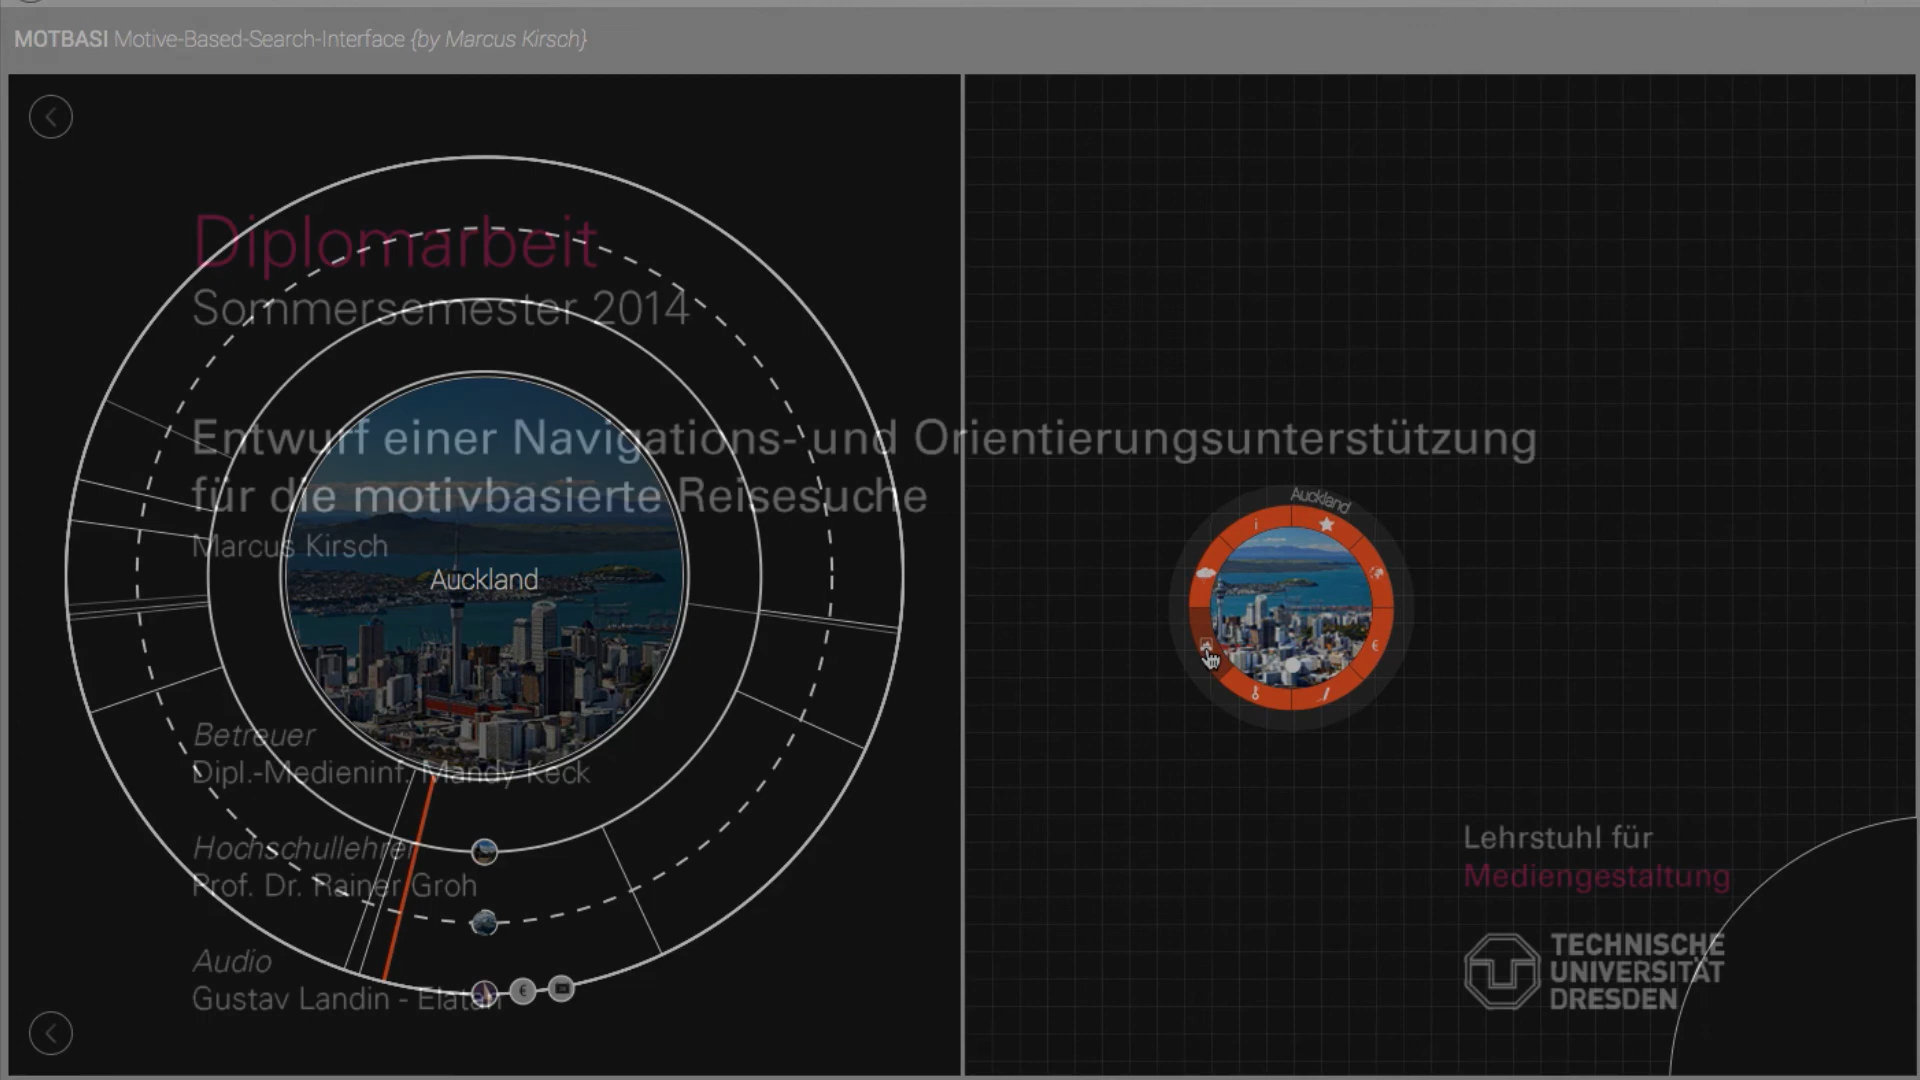 MOTBASI Motive-Based-Search-Interface {by Marcus Kirsch}
Diplomarbeit
Sommersemester 2014
Entwurf einer Navigations- und Orientierungsunterstützung
für die motivbasierte Reisesuche
Marcus Kirsch
Auckland
Auckland
Betreuer
Dipl.-Medieninf. Mandy Keck
Hochschullehrer
Prof. Dr. Rainer Groh
Audio
Gustav Landin - Elatan
Lehrstuhl für
Mediengestaltung
TECHNISCHE
UNIVERSITÄT
DRESDEN